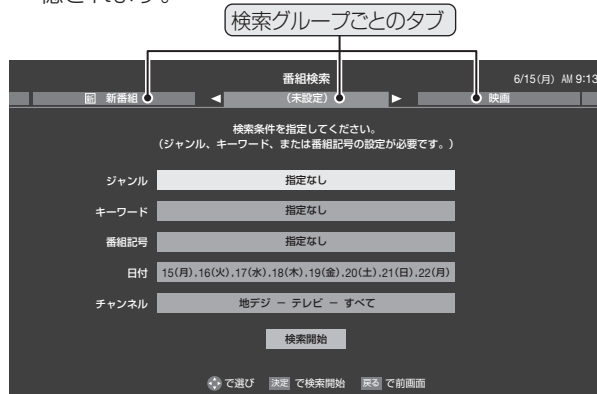 憶されます。
検索グループごとのタブ
番組検索 6/15(月) AM 9:13
新 新番組 ◀ (未設定) ▶ 映画
検索条件を指定してください。
(ジャンル、キーワード、または番組記号の設定が必要です。)
ジャンル 指定なし
キーワード 指定なし
番組記号 指定なし
日付 15(月),16(火),17(水),18(木),19(金),20(土),21(日),22(月)
チャンネル 地デジ － テレビ － すべて
検索開始
で選び 決定 で検索開始 戻る で前画面